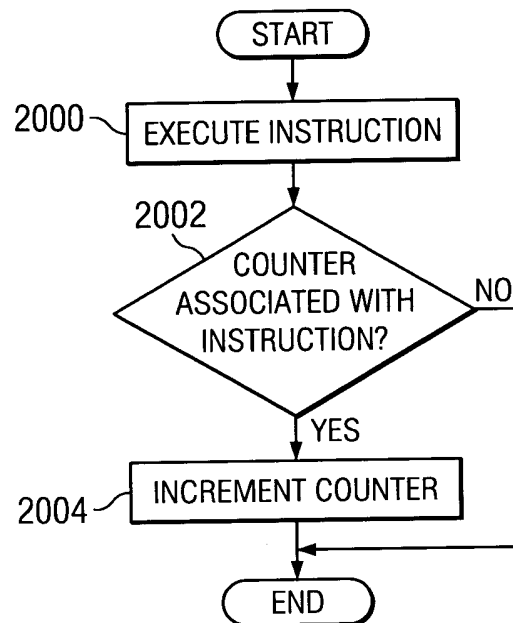 START
2000
EXECUTE INSTRUCTION
2002
COUNTER
ASSOCIATED WITH
INSTRUCTION?
NO
YES
2004
INCREMENT COUNTER
END